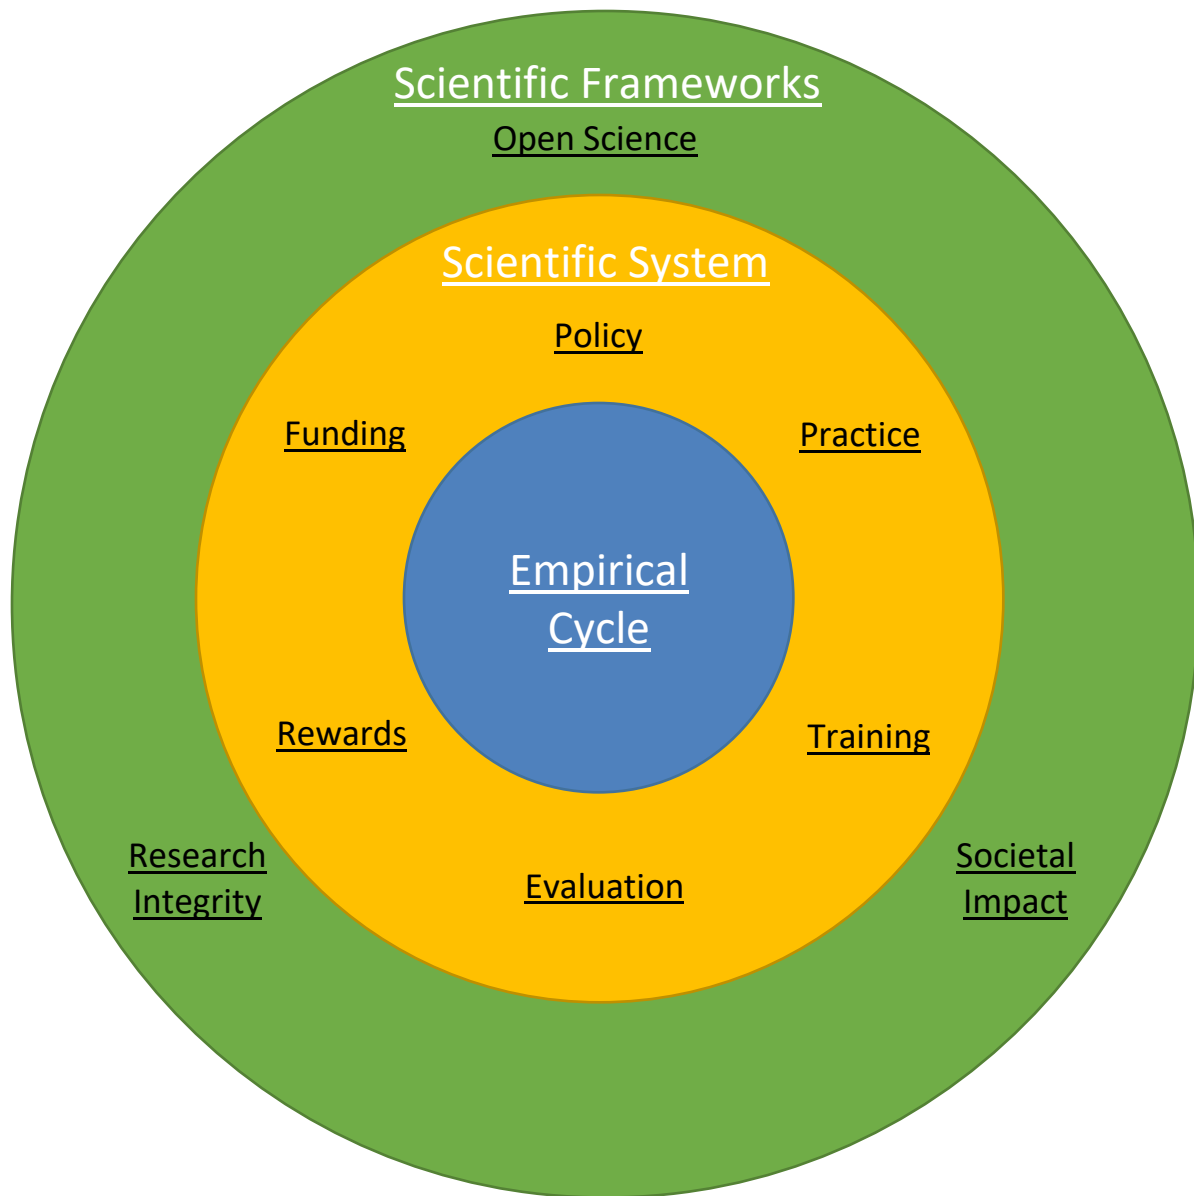 Scientific Frameworks
Open Science
Scientific System
Policy
Funding
Practice
Empirical
Cycle
Rewards
Training
Research
Integrity
Societal
Impact
Evaluation